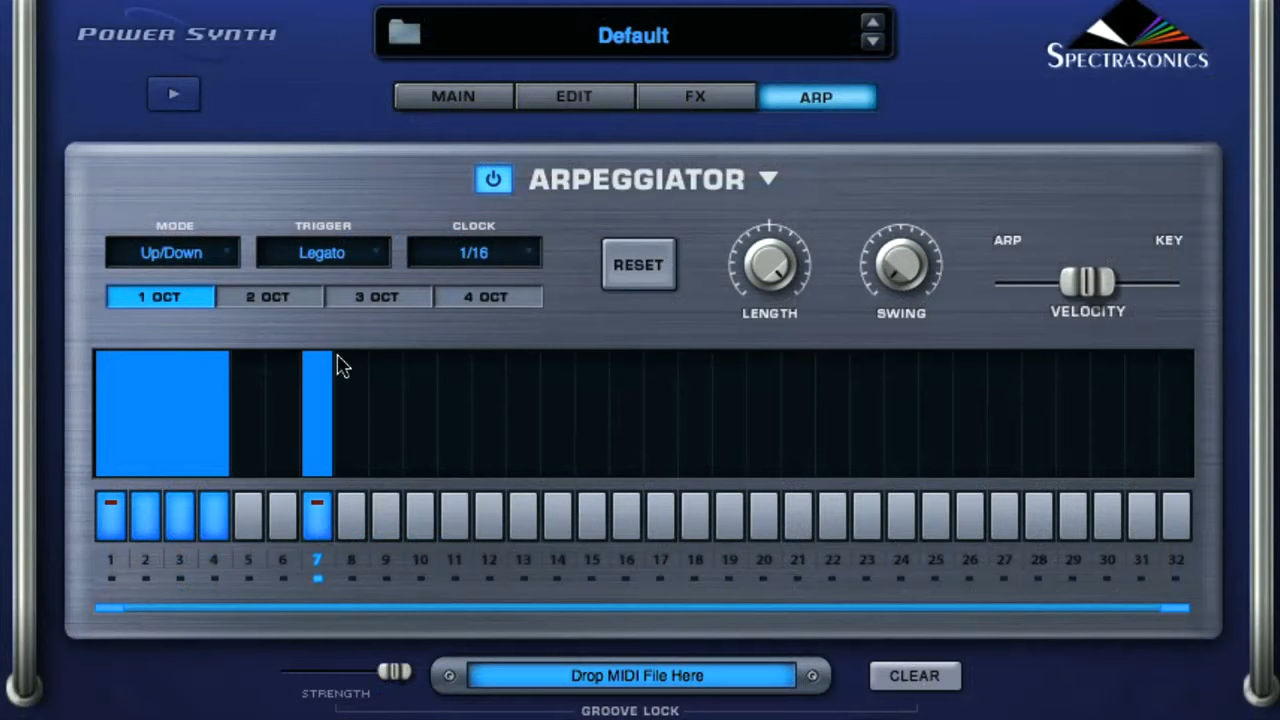 POWER SYNTH
Default
SPECTRASONICS
MAIN EDIT FX ARP
ARPEGGIATOR
MODE TRIGGER CLOCK
Up/Down Legato 1/16
1 OCT 2 OCT 3 OCT 4 OCT
RESET
LENGTH
SWING
ARP KEY
VELOCITY
1 2 3 4 5 6 7 8 9 10 11 12 13 14 15 16 17 18 19 20 21 22 23 24 25 26 27 28 29 30 31 32
STRENGTH
Drop MIDI File Here
CLEAR
GROOVE LOCK